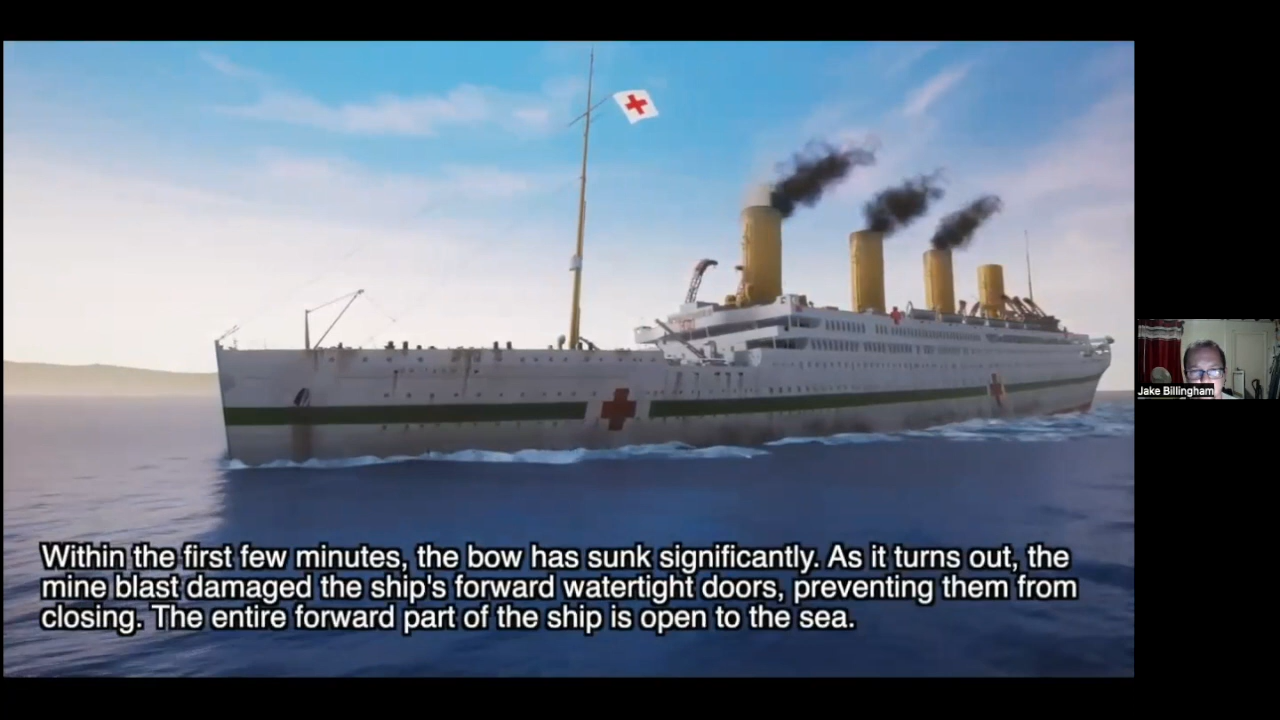 Within the first few minutes, the bow has sunk significantly. As it turns out, the
mine blast damaged the ship's forward watertight doors, preventing them from
closing. The entire forward part of the ship is open to the sea.
Jake Billingham